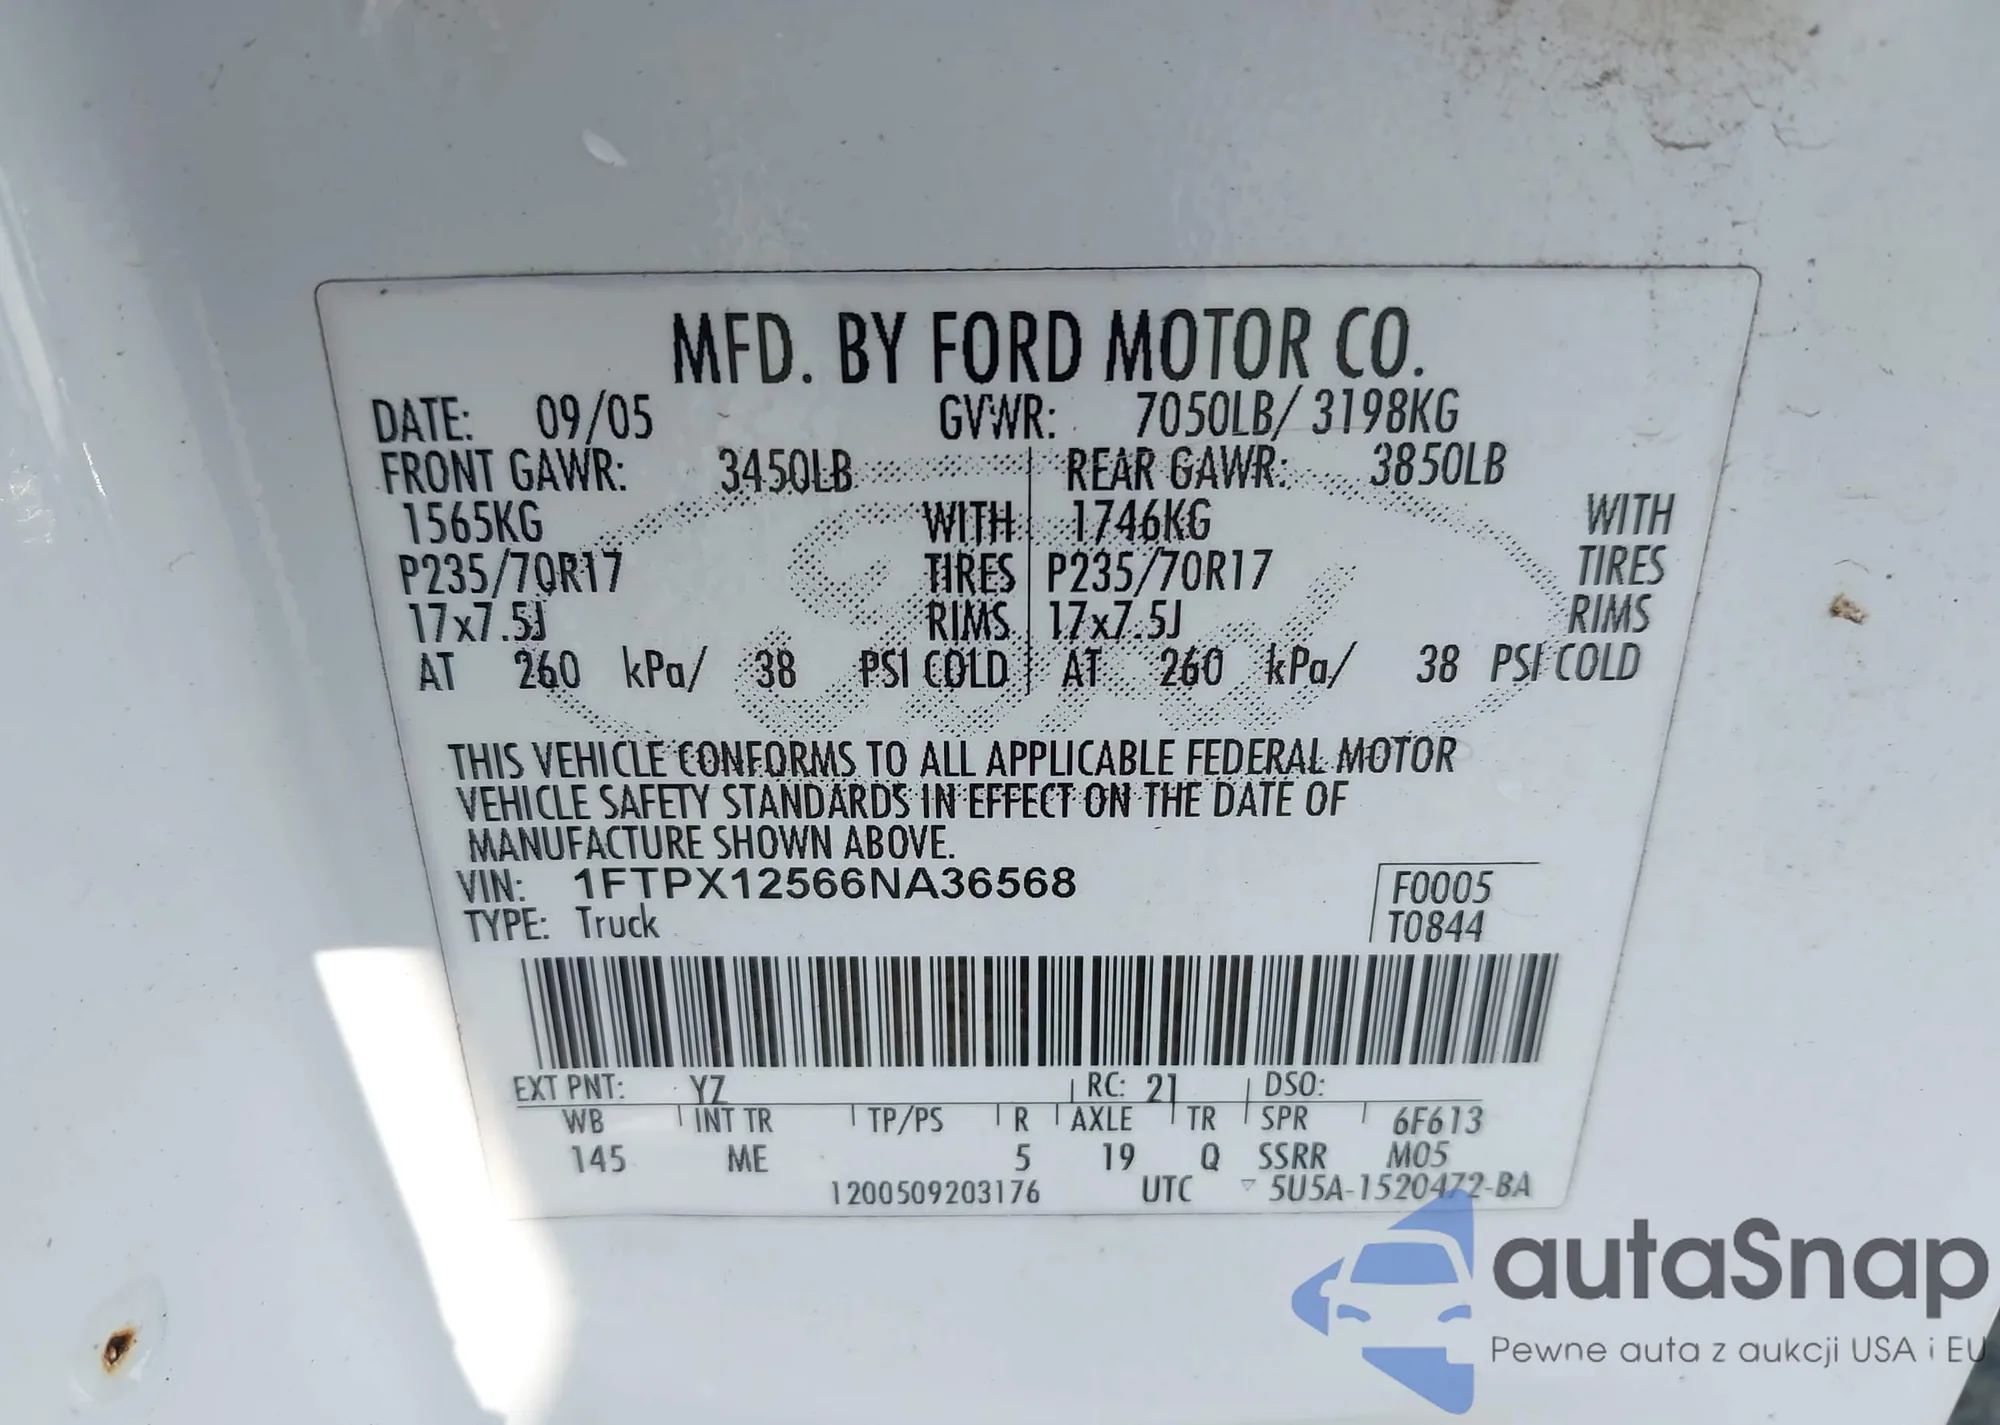 MFD. BY FORD MOTOR CO.
DATE: 09/05 GVWR: 7050LB/ 3198KG
FRONT GAWR: 3450LB REAR GAWR: 3850LB
1565KG WITH 1746KG WITH
P235/70R17 TIRES P235/70R17 TIRES
17x7.5J RIMS 17x7.5J RIMS
AT 260 kPa/ 38 PSI COLD AT 260 kPa/ 38 PSI COLD
THIS VEHICLE CONFORMS TO ALL APPLICABLE FEDERAL MOTOR
VEHICLE SAFETY STANDARDS IN EFFECT ON THE DATE OF
MANUFACTURE SHOWN ABOVE.
VIN: 1FTPX12566NA36568 F0005
TYPE: Truck T0844
EXT PNT: YZ RC: 21 DSO:
WB INT TR TP/PS R AXLE TR SPR 6F613
145 ME 5 19 Q SSRR M05
1200509203176 UTC 5U5A-1520472-BA
autaSnap
Pewne auta z aukcji USA i EU